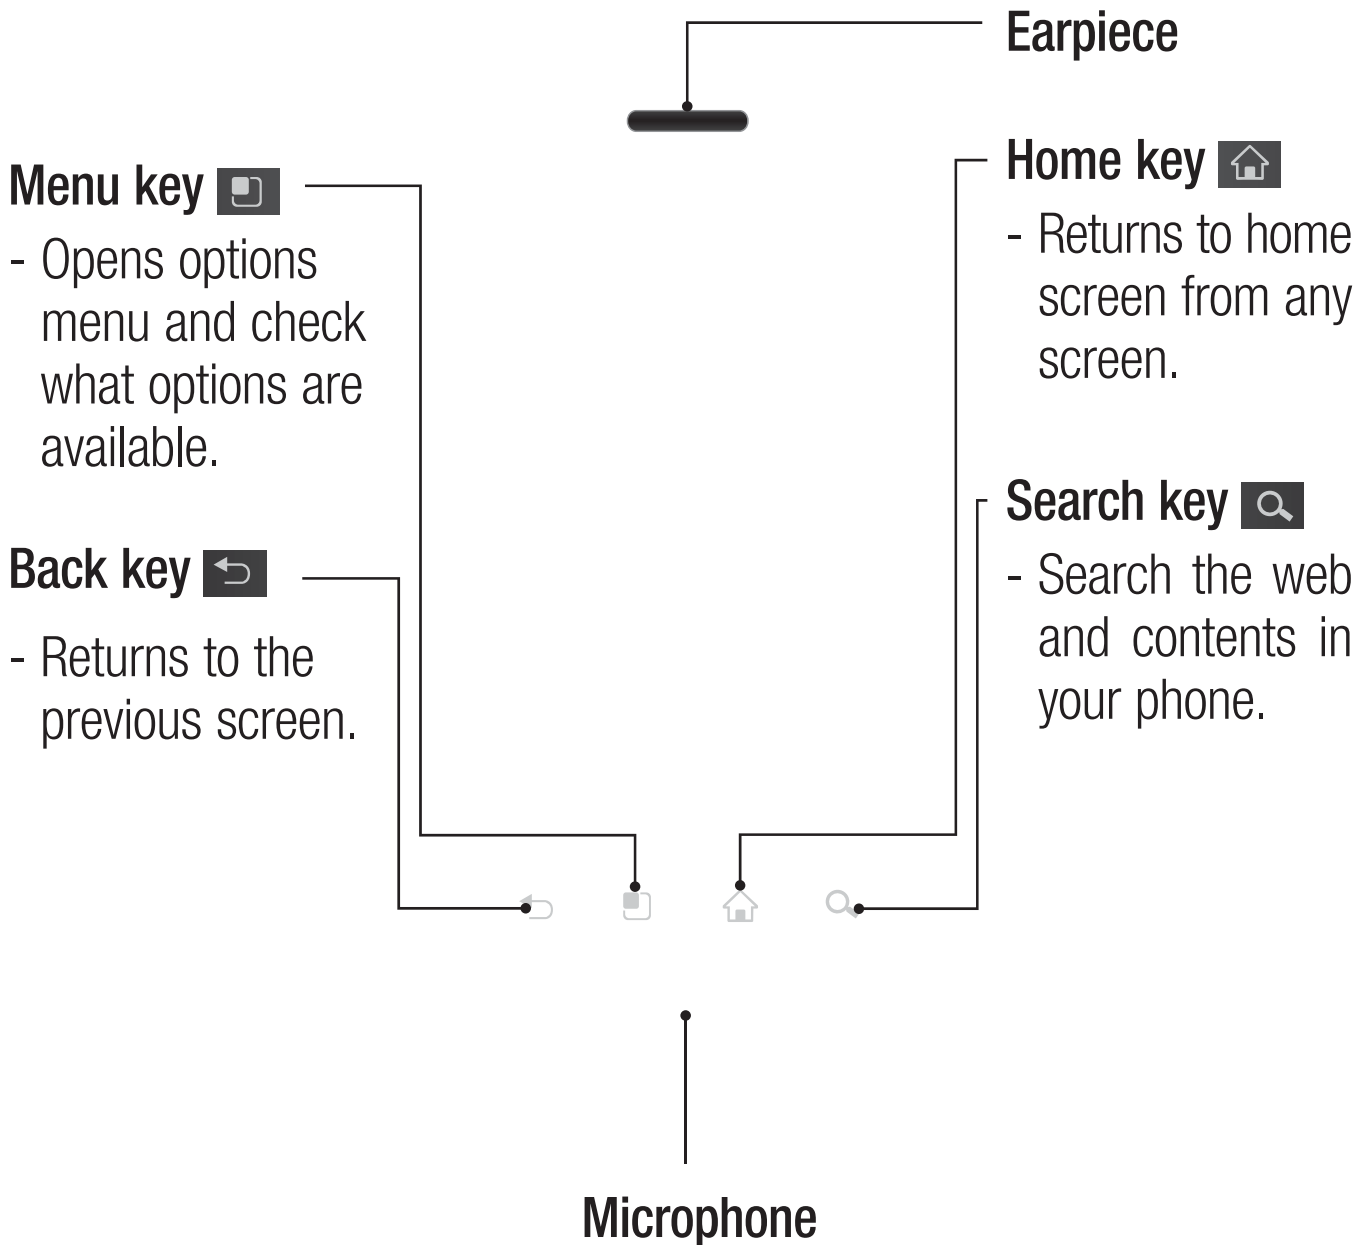 Earpiece
Menu key
- Opens options
menu and check
what options are
available.
Back key
- Returns to the
previous screen.
Home key
- Returns to home
screen from any
screen.
Search key
- Search the web
and contents in
your phone.
Microphone